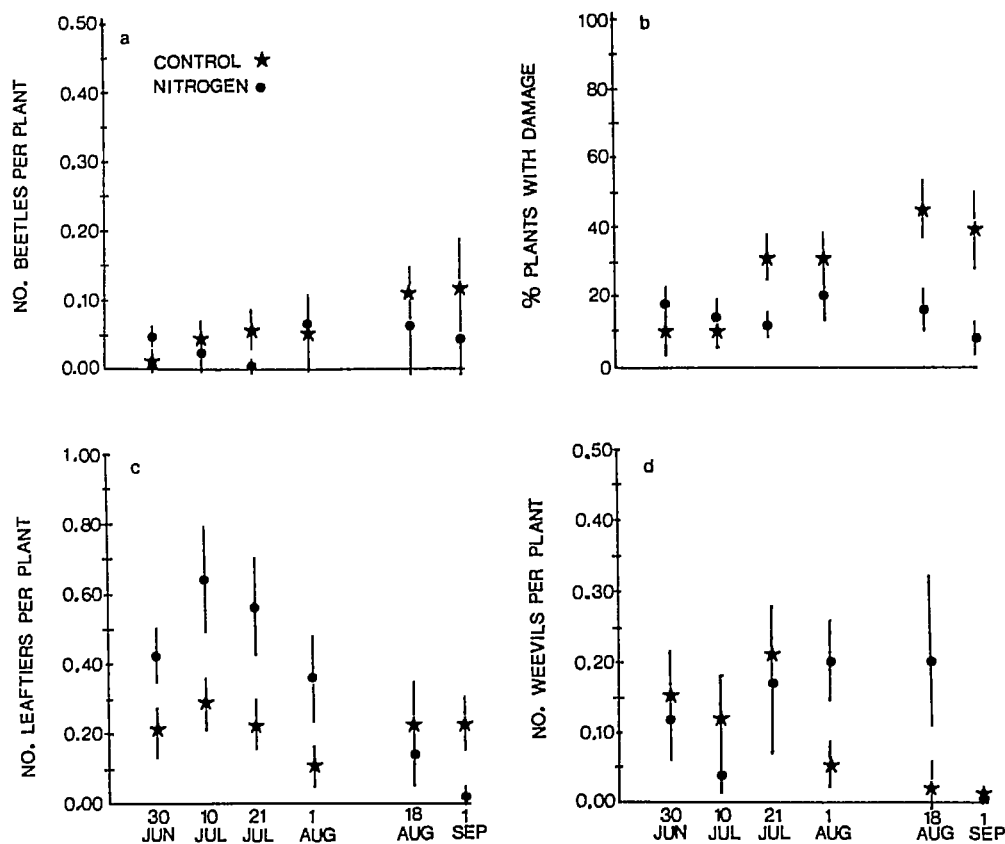 a
NO. BEETLES PER PLANT
0.50
0.40
0.30
0.20
0.10
0.00
CONTROL ★
NITROGEN ●
b
% PLANTS WITH DAMAGE
100
80
60
40
20
0
c
NO. LEAFTIERS PER PLANT
1.00
0.80
0.60
0.40
0.20
0.00
30 10 21 1 18 1
JUN JUL JUL AUG AUG SEP
d
NO. WEEVILS PER PLANT
0.50
0.40
0.30
0.20
0.10
0.00
30 10 21 1 18 1
JUN JUL JUL AUG AUG SEP